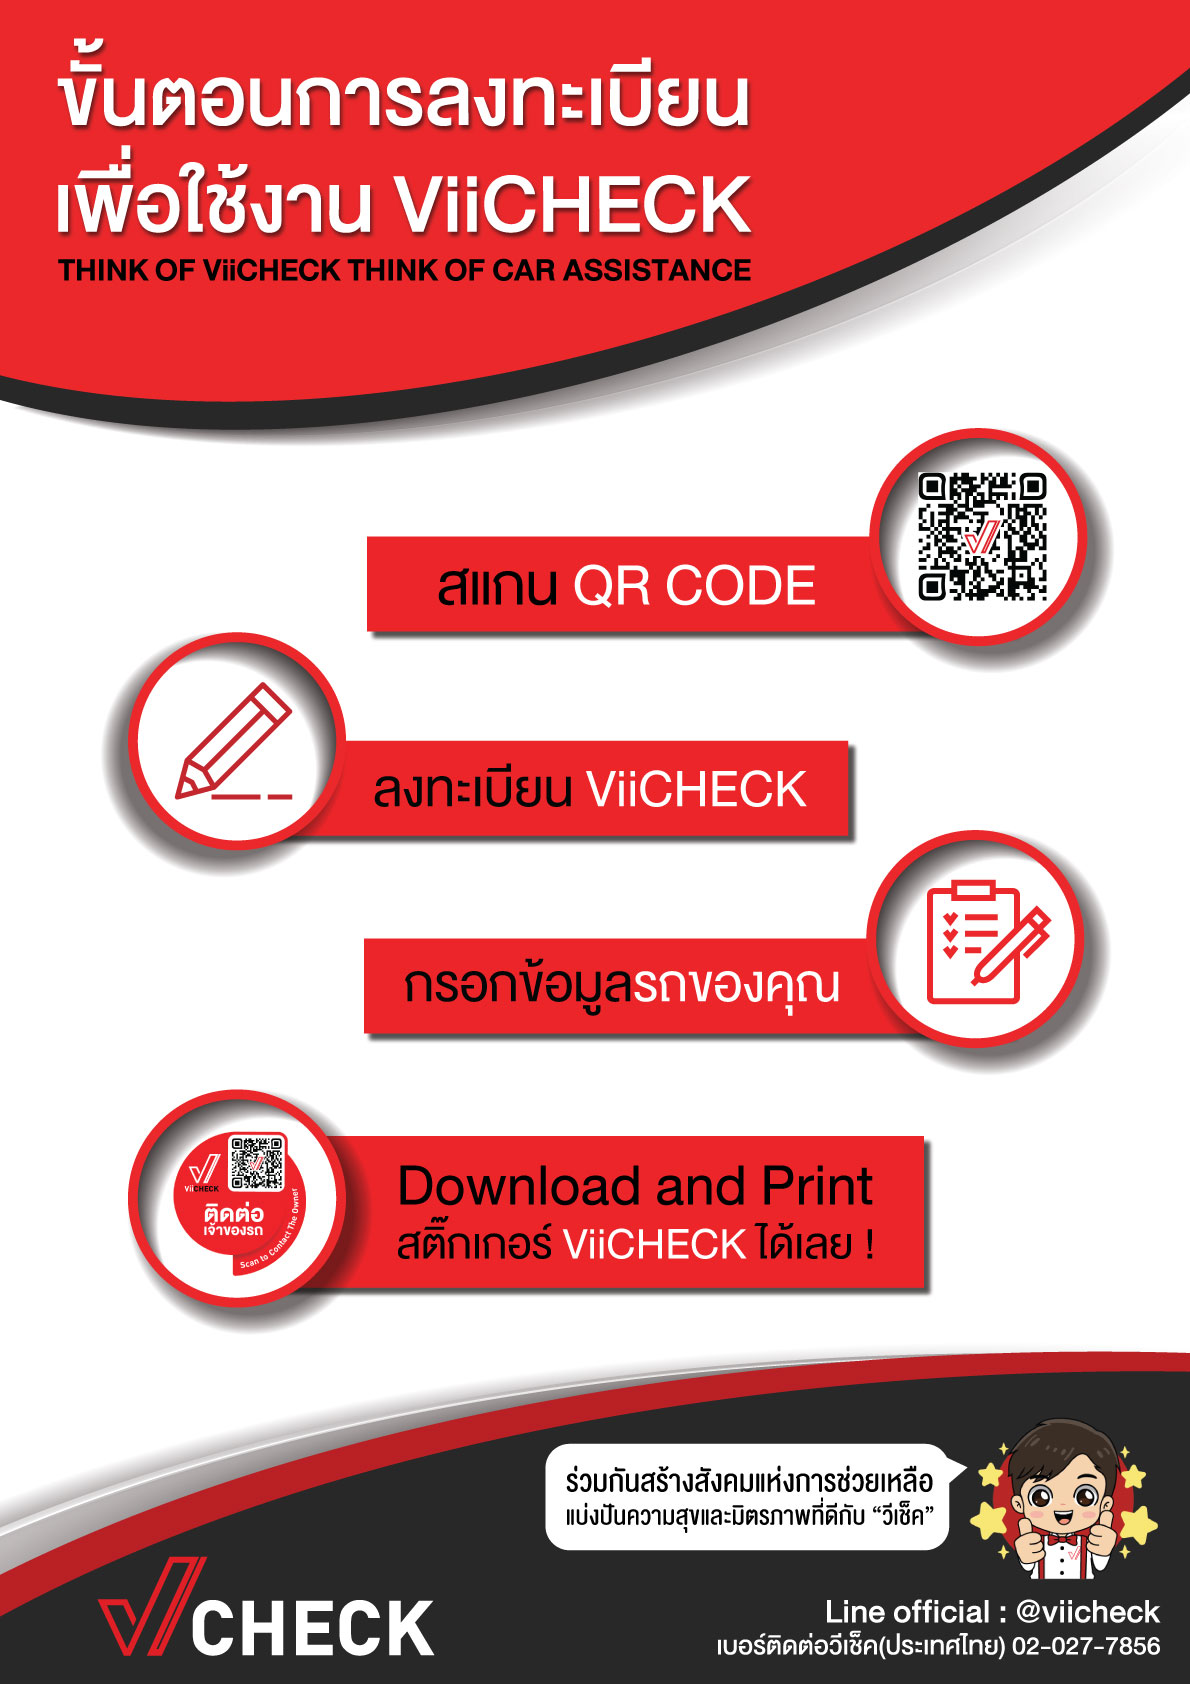 ขั้นตอนการลงทะเบียน
เพื่อใช้งาน ViiCHECK
THINK OF ViiCHECK THINK OF CAR ASSISTANCE
สแกน QR CODE
ลงทะเบียน ViiCHECK
กรอกข้อมูลรถของคุณ
ViiCHECK
ติดต่อ
เจ้าของรถ
Scan to Contact The Owner
Download and Print
สติ๊กเกอร์ ViiCHECK ได้เลย !
ร่วมกันสร้างสังคมแห่งการช่วยเหลือ
แบ่งปันความสุขและมิตรภาพที่ดีกับ “วีเช็ค”
ViiCHECK
Line official : @viicheck
เบอร์ติดต่อวีเช็ค(ประเทศไทย) 02-027-7856